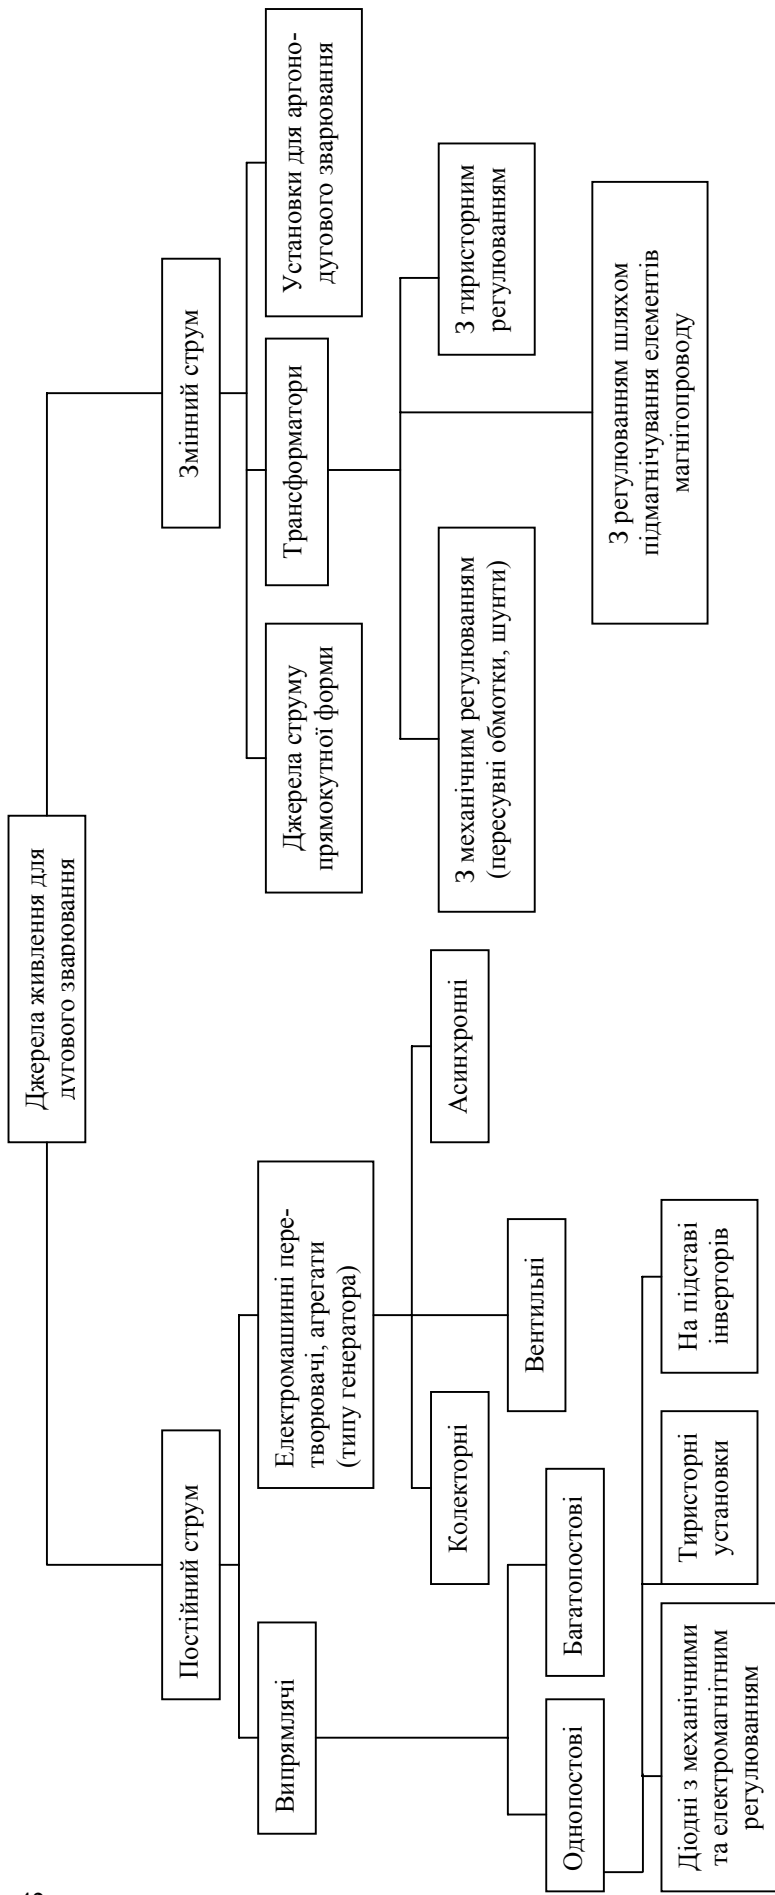 Джерела живлення для
дугового зварювання
Постійний струм
Змінний струм
Випрямлячі
Електромашинні пере-
творювачі, агрегати
(типу генератора)
Джерела струму
прямокутної форми
Трансформатори
Установки для аргоно-
дугового зварювання
Колекторні
Вентильні
Асинхронні
З механічним регулюванням
(пересувні обмотки, шунти)
З тиристорним
регулюванням
З регулюванням шляхом
підмагнічування елементів
магнітопроводу
Однопостові
Багатопостові
Діодні з механічними
та електромагнітним
регулюванням
Тиристорні
установки
На підставі
інверторів